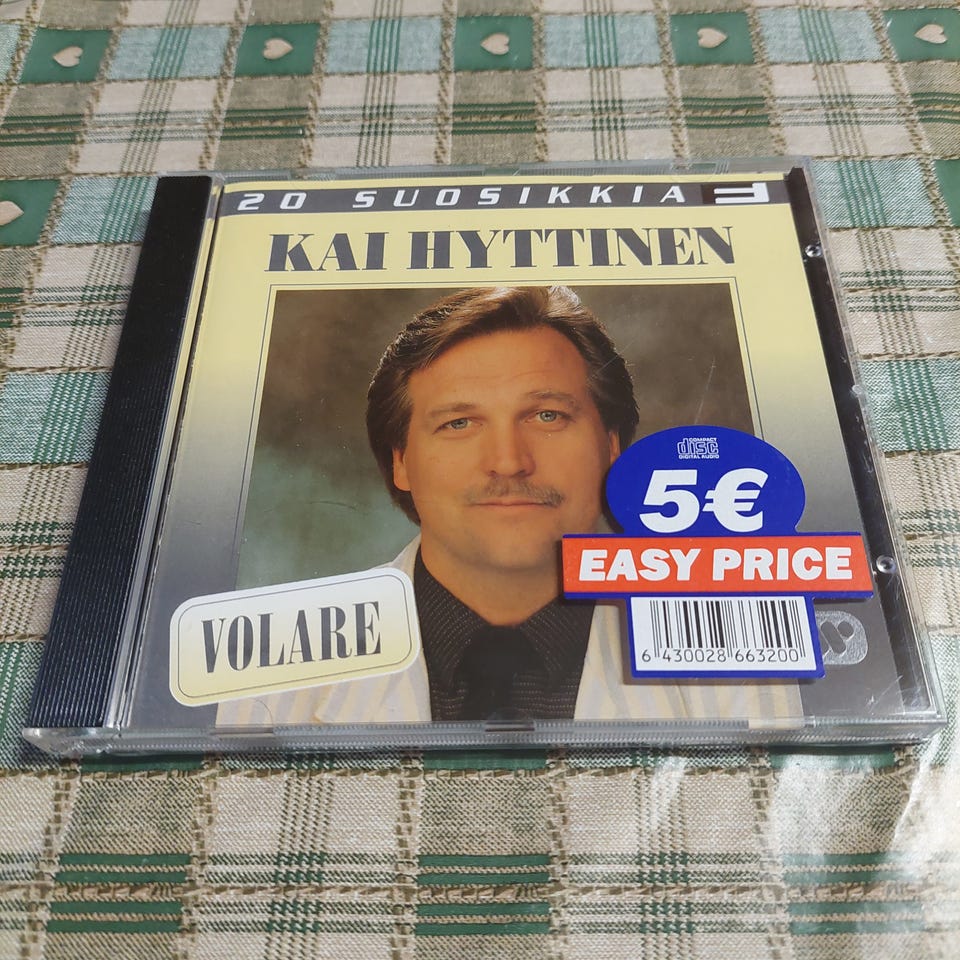 20 SUOSIKKIA
KAI HYTTINEN
COMPACT
disc
DIGITAL AUDIO
5€
EASY PRICE
6 430028 663200
VOLARE